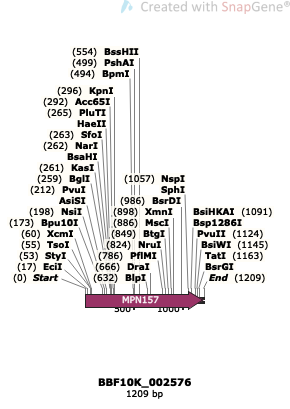 Created with SnapGene®
(554) BssHII
(499) PshAI
(494) BpmI
(296) KpnI
(292) Acc65I
(265) PluTI
HaeII
(263) SfoI
(262) NarI
BsaHI
(261) KasI
(259) BglI
(212) PvuI
AsiSI
(198) NsiI
(173) Bpu10I
(60) XcmI
(55) TsoI
(53) StyI
(17) EciI
(0) Start
(1057) NspI
SphI
(986) BsrDI
(898) XmnI
(886) MscI
(849) BtgI
(824) NruI
(786) PflMI
(666) DraI
(632) BlpI
BsiHKAI (1091)
Bsp1286I
PvuII (1124)
BsiWI (1145)
TatI (1163)
BsrGI
End (1209)
MPN157
500
1000
BBF10K_002576
1209 bp